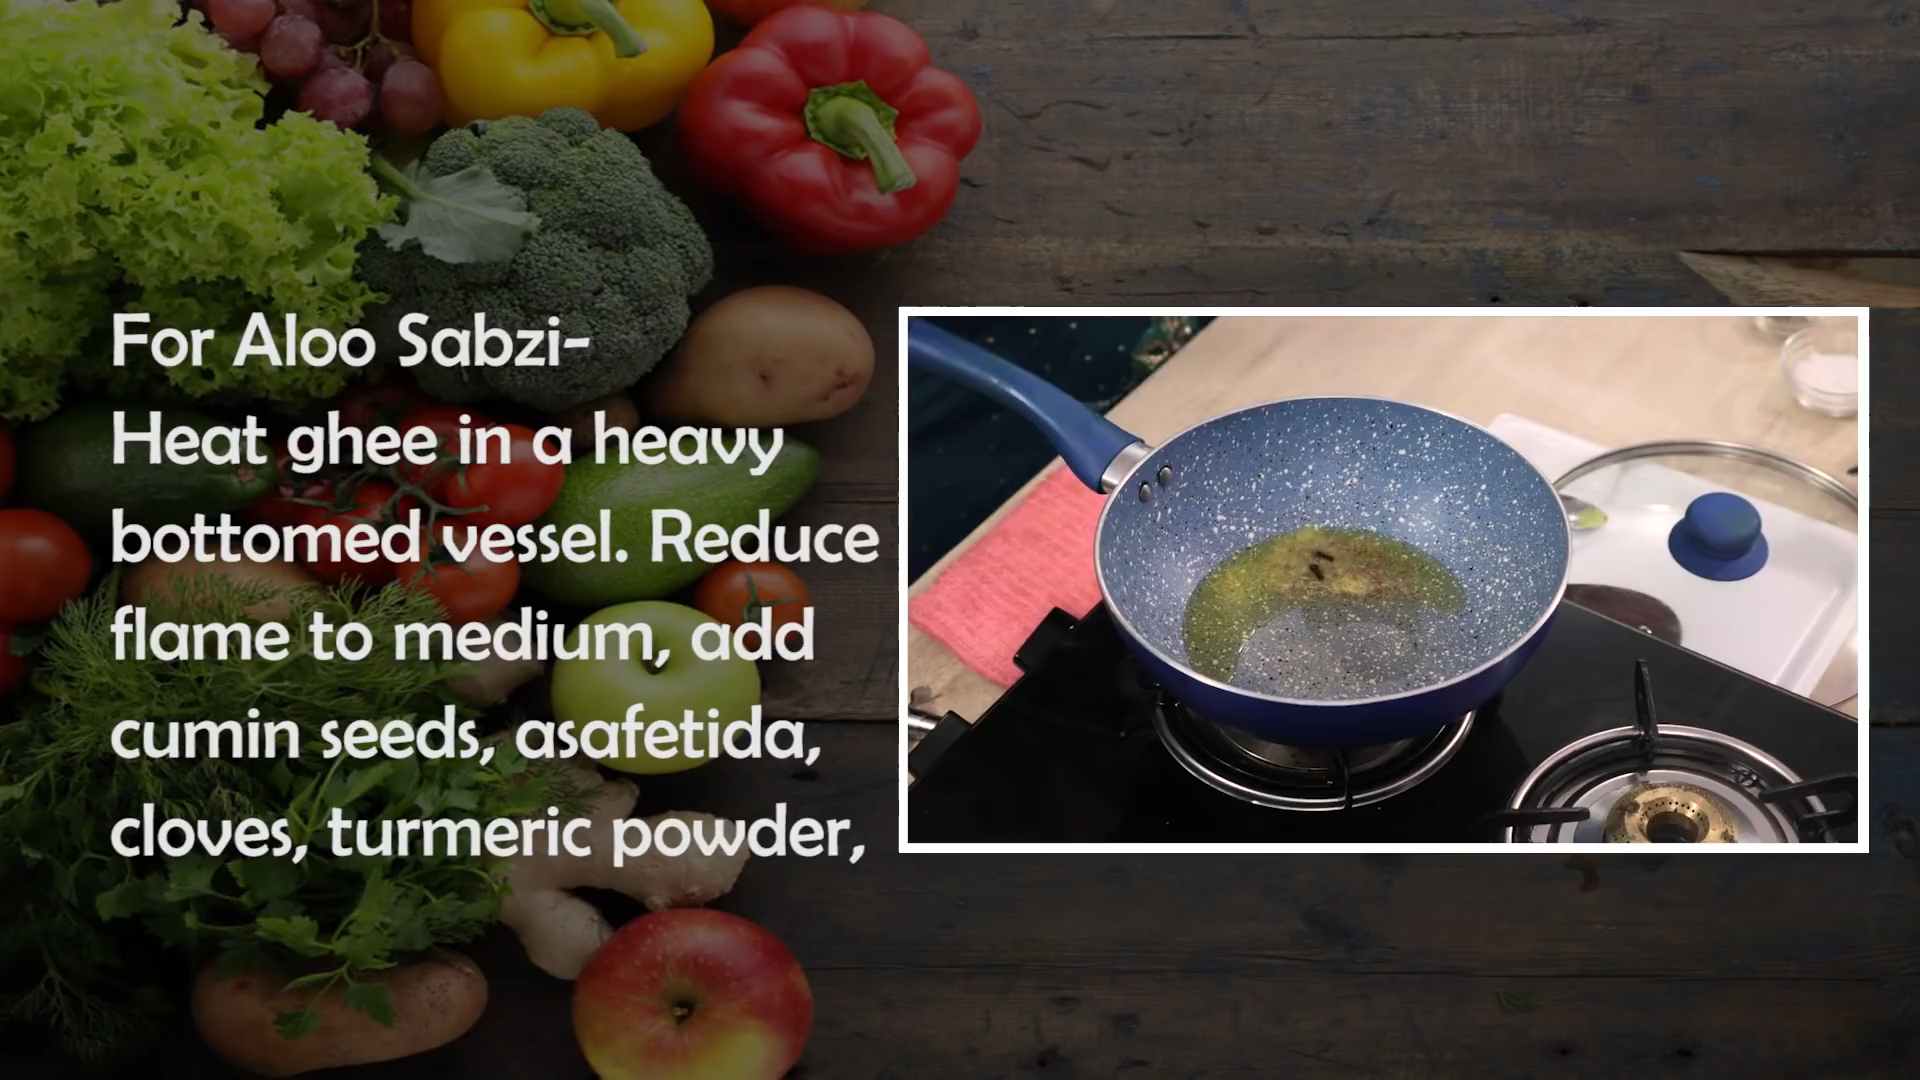 For Aloo Sabzi-
Heat ghee in a heavy
bottomed vessel. Reduce
flame to medium, add
cumin seeds, asafetida,
cloves, turmeric powder,